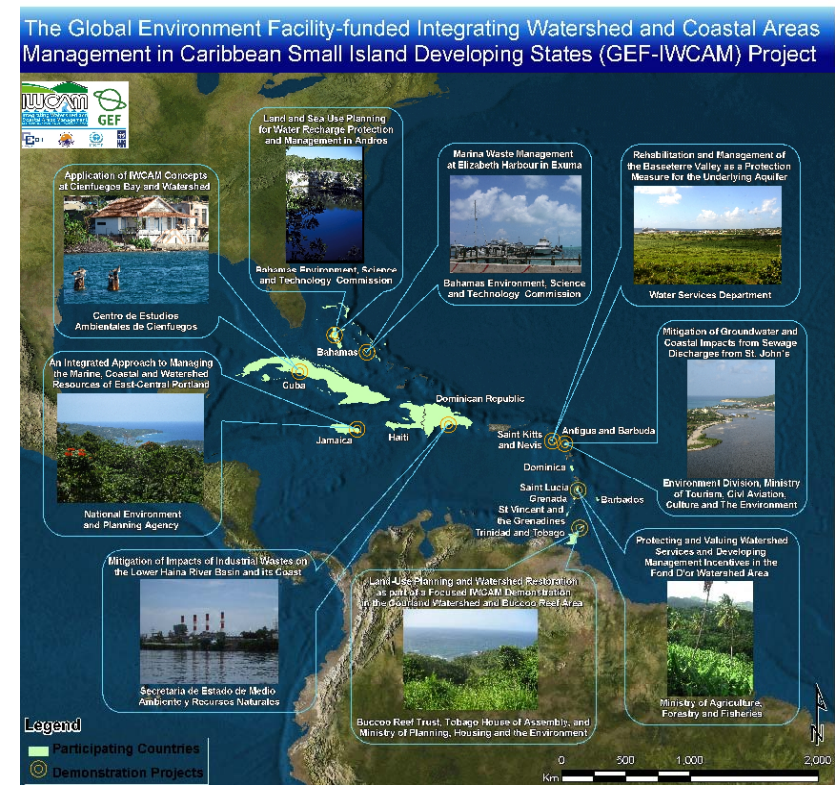 The Global Environment Facility-funded Integrating Watershed and Coastal Areas
Management in Caribbean Small Island Developing States (GEF-IWCAM) Project
IWCAM
GEF
Land and Sea Use Planning
for Water Recharge Protection
and Management in Andros
Bahamas Environment, Science
and Technology Commission
Marina Waste Management
at Elizabeth Harbour in Exuma
Bahamas Environment, Science
and Technology Commission
Rehabilitation and Management of
the Basseterre Valley as a Protection
Measure for the Underlying Aquifer
Water Services Department
Application of IWCAM Concepts
at Cienfuegos Bay and Watershed
Centro de Estudios
Ambientales de Cienfuegos
Mitigation of Groundwater and
Coastal Impacts from Sewage
Discharges from St. John's
Environment Division, Ministry
of Tourism, Civil Aviation,
Culture and The Environment
An Integrated Approach to Managing
the Marine, Coastal and Watershed
Resources of East-Central Portland
National Environment
and Planning Agency
Bahamas
Cuba
Dominican Republic
Jamaica
Haiti
Saint Kitts
and Nevis
Antigua and Barbuda
Dominica
Saint Lucia
Grenada
Barbados
St Vincent and
the Grenadines
Trinidad and Tobago
Mitigation of Impacts of Industrial Wastes on
the Lower Haina River Basin and its Coast
Secretaria de Estado de Medio
Ambiente y Recursos Naturales
Land-Use Planning and Watershed Restoration
as part of a Focused IWCAM Demonstration
in the Courland Watershed and Buccoo Reef Area
Buccoo Reef Trust, Tobago House of Assembly, and
Ministry of Planning, Housing and the Environment
Protecting and Valuing Watershed
Services and Developing
Management Incentives in the
Fond D'or Watershed Area
Ministry of Agriculture,
Forestry and Fisheries
Legend
Participating Countries
Demonstration Projects
N
0 500 1,000 2,000
Km